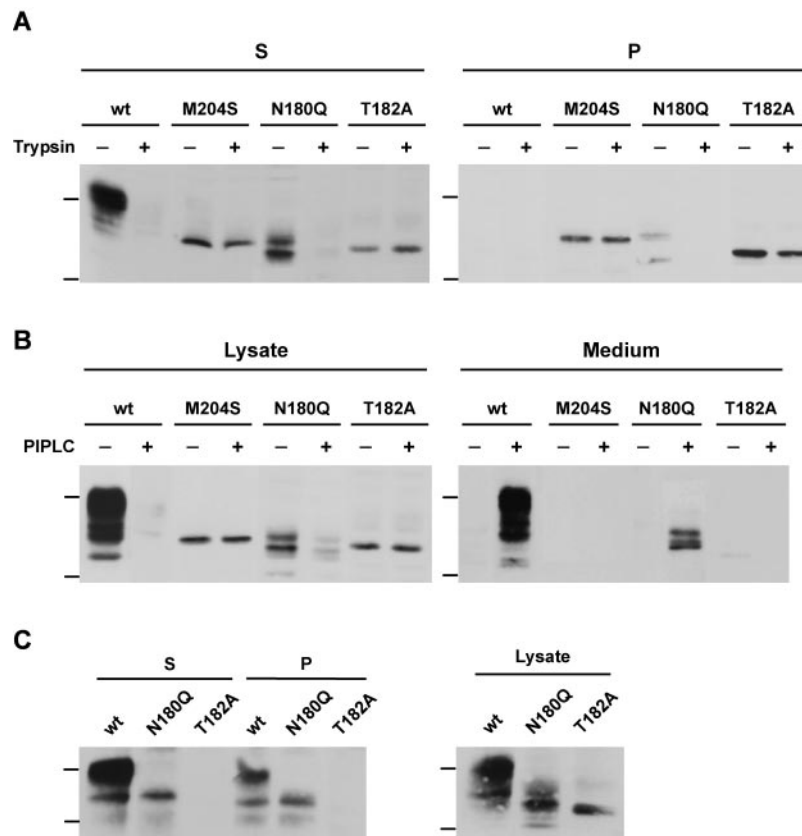 A
S P
wt M204S N180Q T182A M204S N180Q T182A wt
Trypsin – + – + – + – + – + – + – + – +
B
Lysate Medium
wt M204S N180Q T182A wt M204S N180Q T182A
PIPLC – + – + – + – + – + – + – + – +
C
S P Lysate
wt N180Q T182A wt N180Q T182A wt N180Q T182A